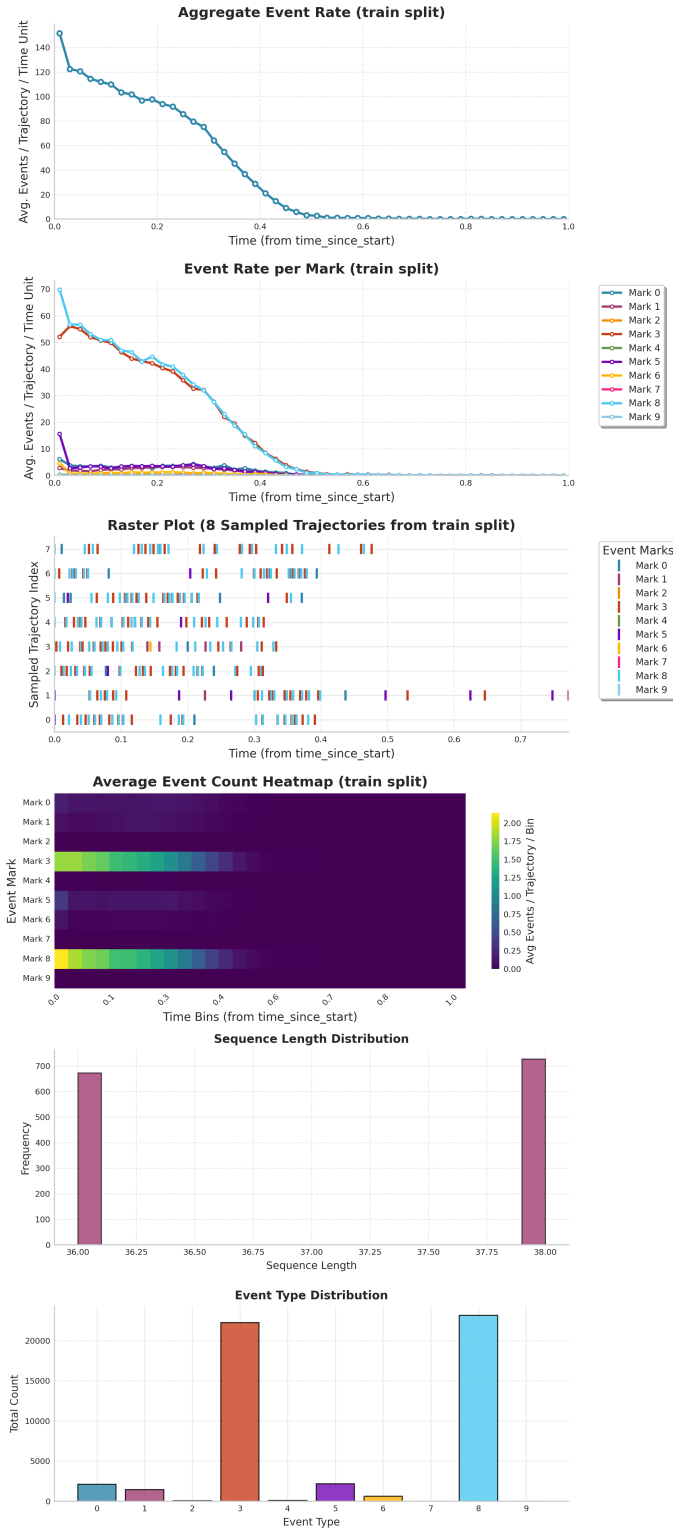 Aggregate Event Rate (train split)
Avg. Events / Trajectory / Time Unit
140
120
100
80
60
40
20
0
0.0 0.2 0.4 0.6 0.8 1.0
Time (from time_since_start)
Event Rate per Mark (train split)
Avg. Events / Trajectory / Time Unit
70
60
50
40
30
20
10
0
0.0 0.2 0.4 0.6 0.8 1.0
Time (from time_since_start)
Mark 0
Mark 1
Mark 2
Mark 3
Mark 4
Mark 5
Mark 6
Mark 7
Mark 8
Mark 9
Raster Plot (8 Sampled Trajectories from train split)
Sampled Trajectory Index
7
6
5
4
3
2
1
0
0.0 0.1 0.2 0.3 0.4 0.5 0.6 0.7
Time (from time_since_start)
Event Marks
Mark 0
Mark 1
Mark 2
Mark 3
Mark 4
Mark 5
Mark 6
Mark 7
Mark 8
Mark 9
Average Event Count Heatmap (train split)
Event Mark
Mark 0
Mark 1
Mark 2
Mark 3
Mark 4
Mark 5
Mark 6
Mark 7
Mark 8
Mark 9
0.0 0.1 0.3 0.4 0.6 0.8 1.0
Time Bins (from time_since_start)
2.00
1.75
1.50
1.25
1.00
0.75
0.50
0.25
0.00
Avg Events / Trajectory / Bin
Sequence Length Distribution
Frequency
700
600
500
400
300
200
100
0
36.00 36.25 36.50 36.75 37.00 37.25 37.50 37.75 38.00
Sequence Length
Event Type Distribution
Total Count
20000
15000
10000
5000
0
0 1 2 3 4 5 6 7 8 9
Event Type